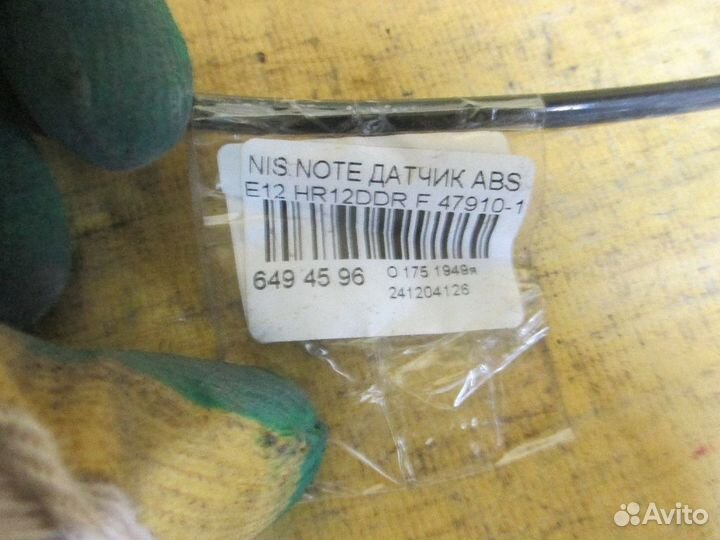 NIS NOTE ДАТЧИК ABS
E12 HR12DDR F 47910-1
649 45 96
О 175 1949я
241204126
Avito